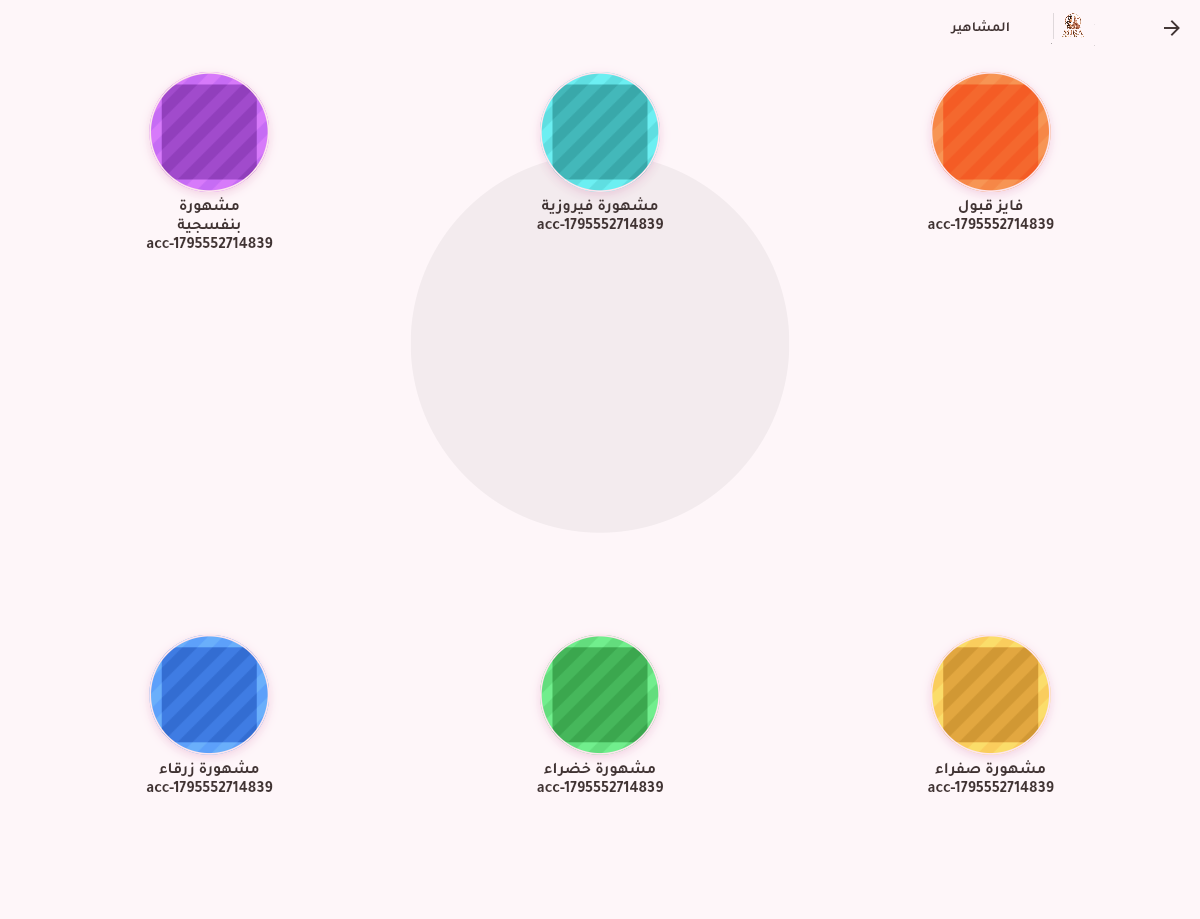 المشاهير
فايز قبول
acc-1795552714839
مشهورة فيروزية
acc-1795552714839
مشهورة
بنفسجية
acc-1795552714839
مشهورة صفراء
acc-1795552714839
مشهورة خضراء
acc-1795552714839
مشهورة زرقاء
acc-1795552714839